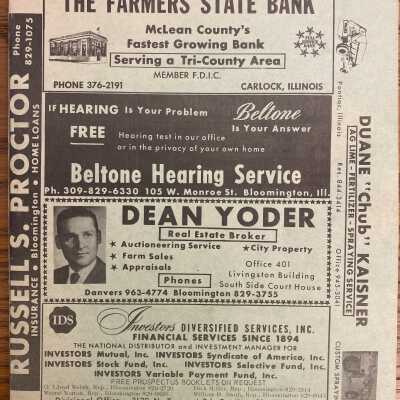 THE FARMERS STATE BANK
McLean County's
Fastest Growing Bank
Serving a Tri-County Area
MEMBER F.D.I.C.
PHONE 376-2191
CARLOCK, ILLINOIS
IF HEARING Is Your Problem
Beltone
Is Your Answer
FREE
Hearing test in our office
or in the privacy of your own home
Beltone Hearing Service
Ph. 309-829-6330 105 W. Monroe St. Bloomington, Ill.
DEAN YODER
Real Estate Broker
★ Auctioneering Service
★ City Property
★ Farm Sales
★ Appraisals
Office 401
Livingston Building
South Side Court House
Phones
Danvers 963-4774 Bloomington 829-3755
IDS
Investors DIVERSIFIED SERVICES, INC.
FINANCIAL SERVICES SINCE 1894
THE NATIONAL DISTRIBUTOR and INVESTMENT MANAGER FOR
INVESTORS Mutual, Inc. INVESTORS Syndicate of America, Inc.
INVESTORS Stock Fund, Inc. INVESTORS Selective Fund, Inc.
INVESTORS Variable Payment Fund, Inc.
FREE PROSPECTUS BOOKLETS ON REQUEST
RUSSELL S. PROCTOR
INSURANCE • Bloomington • HOME LOANS
Phone
829-1075
DUANE "Chub" KAISNER
AG LIME - FERTILIZER - SPRAYING SERVICE
Pontiac, Illinois
Res. 844-3414
CUSTOM SPRAYING